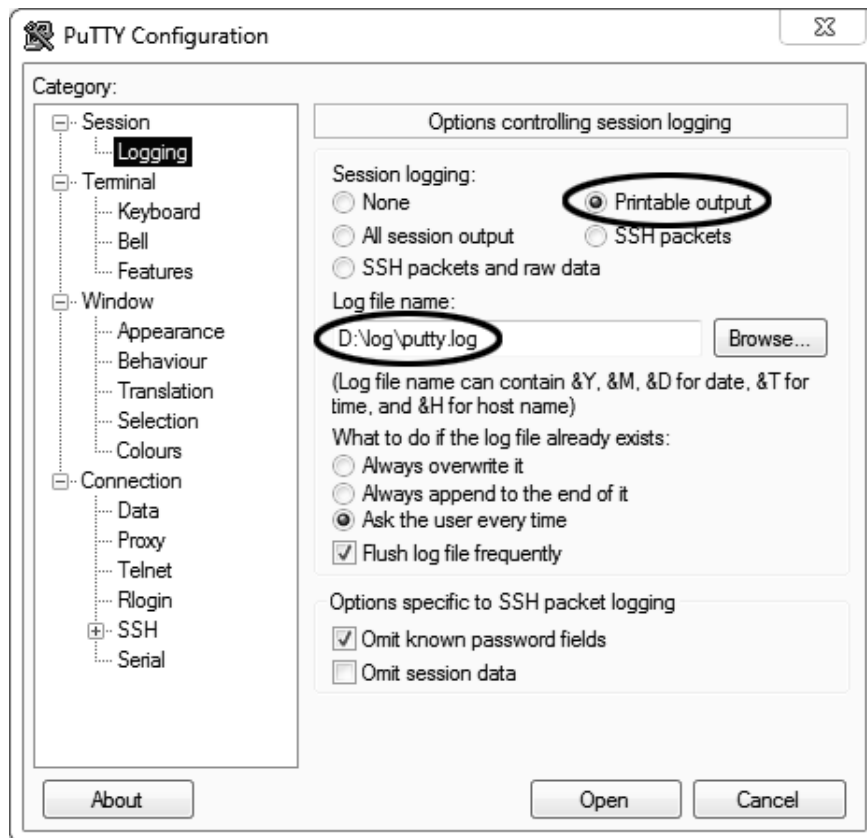 PuTTY Configuration
Category:
Session
Logging
Terminal
Keyboard
Bell
Features
Window
Appearance
Behaviour
Translation
Selection
Colours
Connection
Data
Proxy
Telnet
Rlogin
SSH
Serial
Options controlling session logging
Session logging:
None
Printable output
All session output
SSH packets
SSH packets and raw data
Log file name:
D:\log\putty.log
Browse...
(Log file name can contain &Y, &M, &D for date, &T for
time, and &H for host name)
What to do if the log file already exists:
Always overwrite it
Always append to the end of it
Ask the user every time
Flush log file frequently
Options specific to SSH packet logging
Omit known password fields
Omit session data
About
Open
Cancel